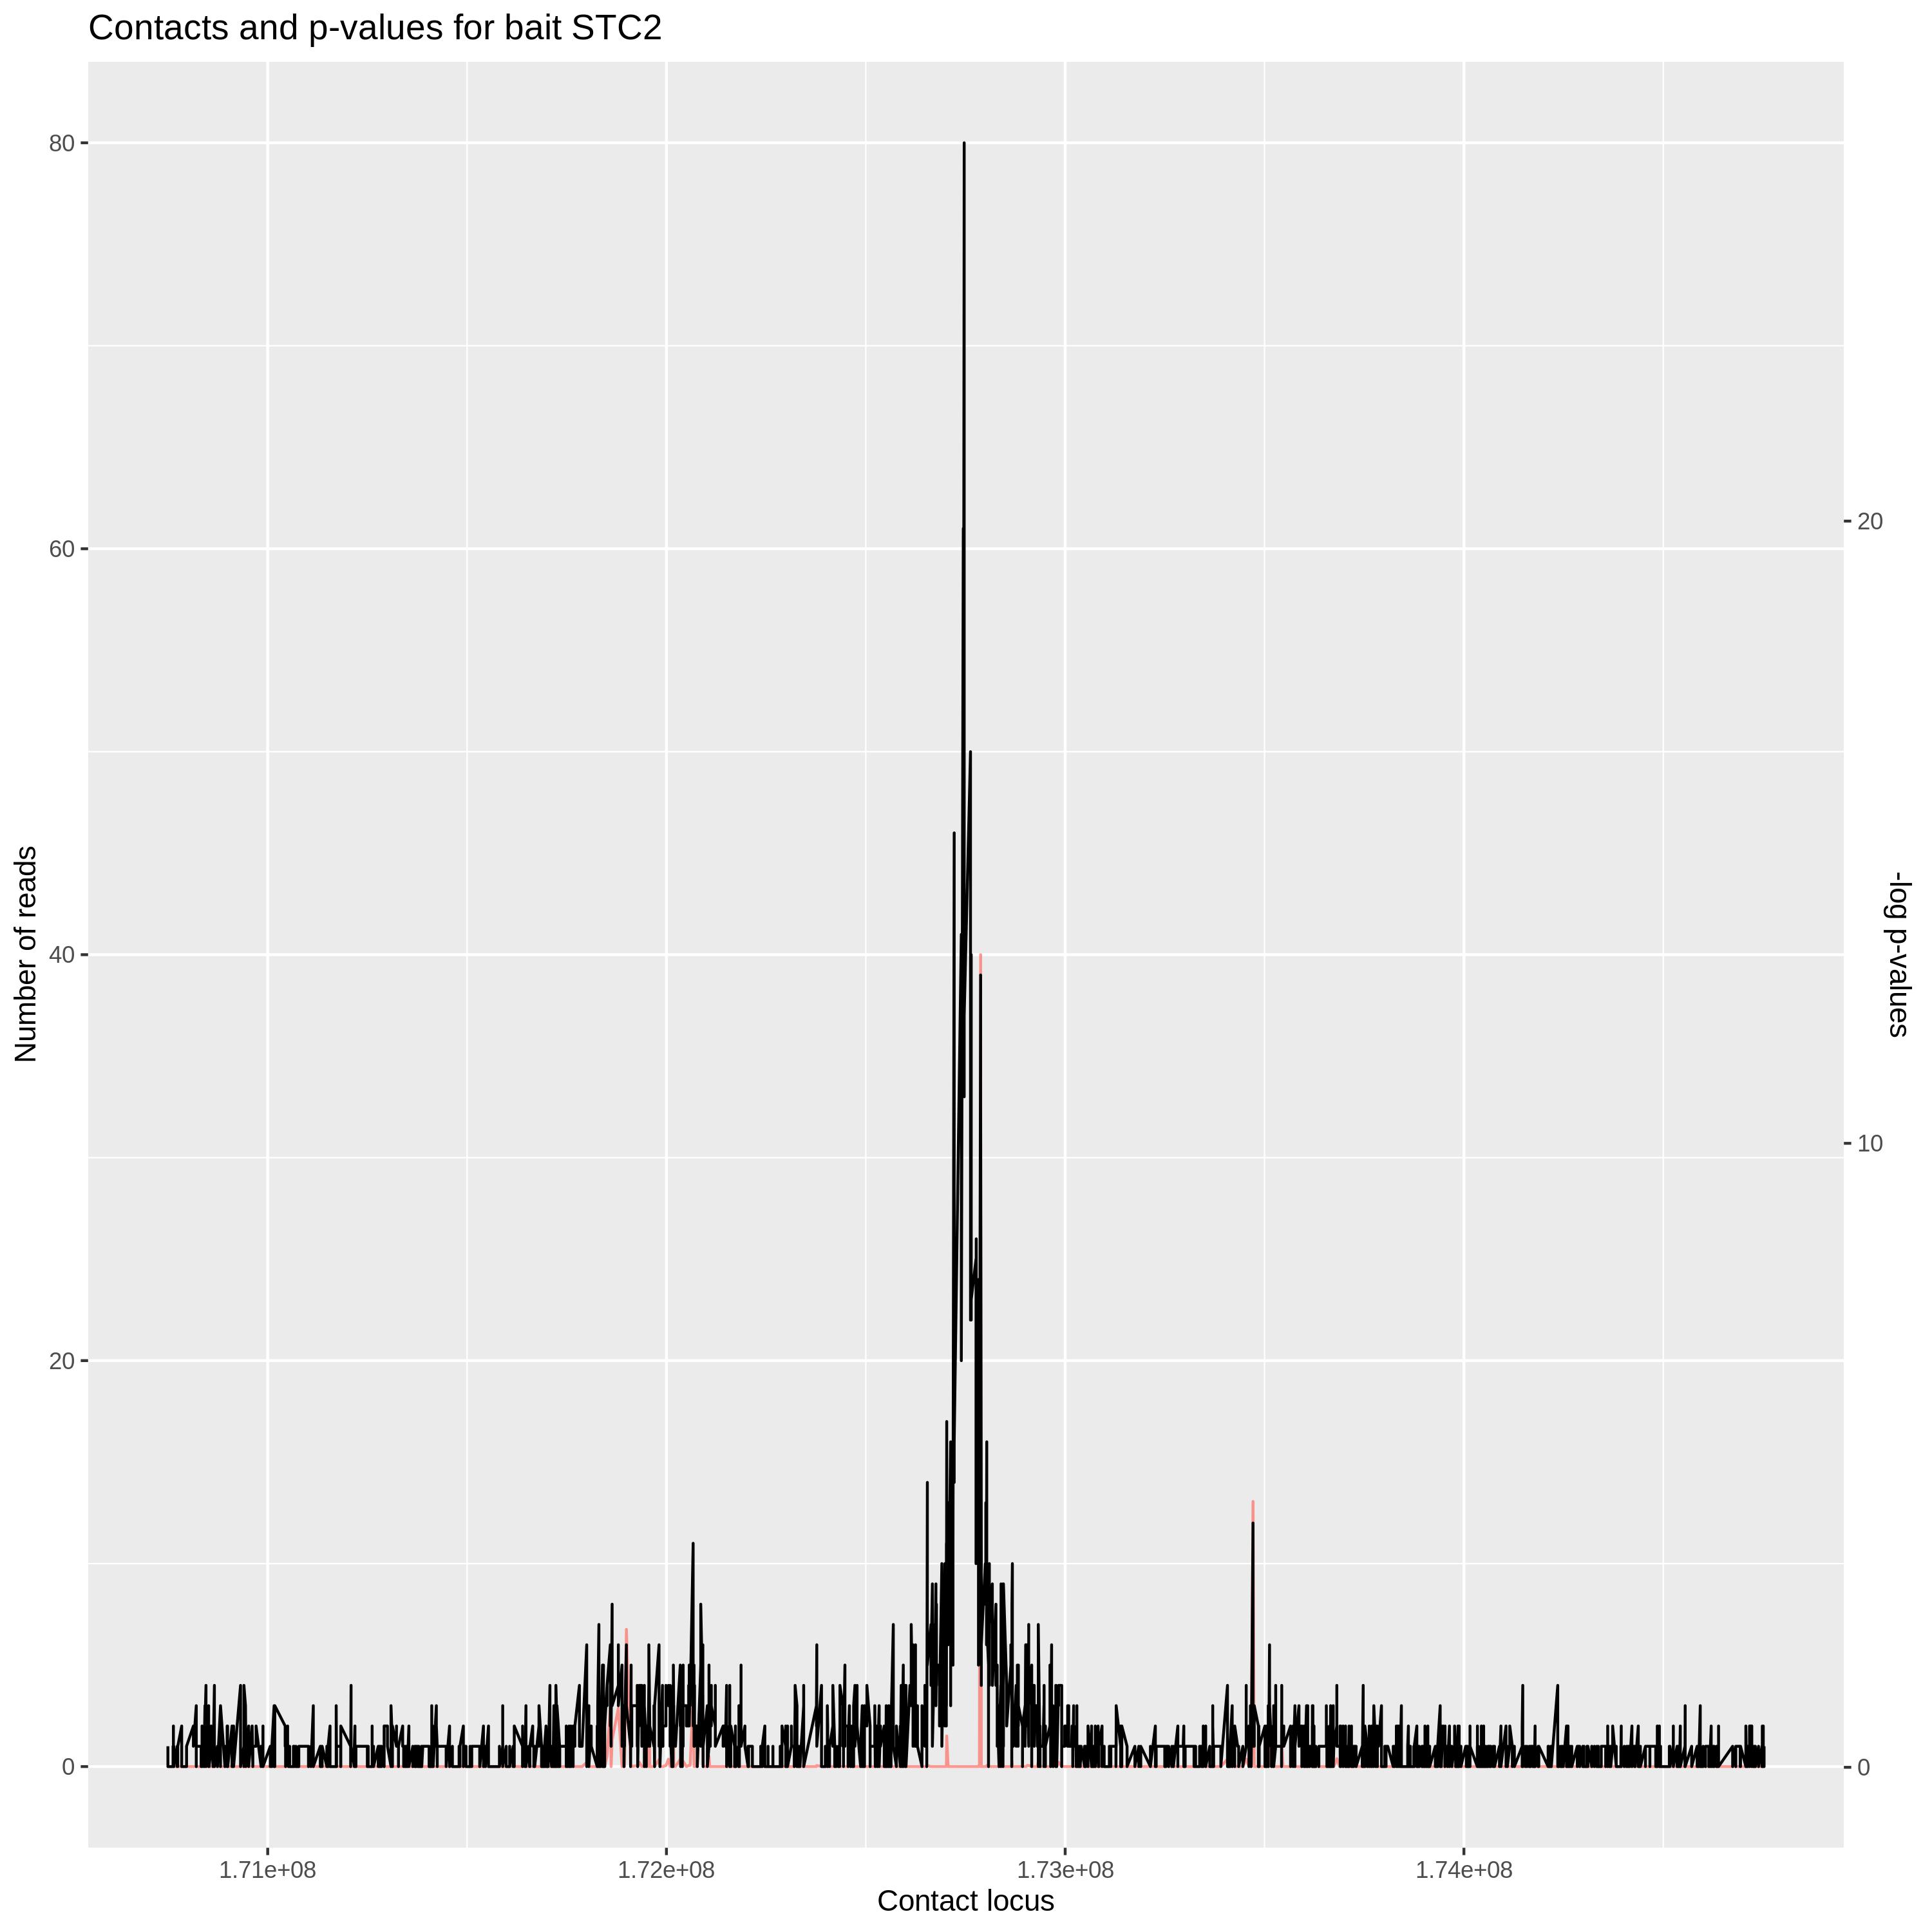 Contacts and p-values for bait STC2
80
60
40
20
0
Number of reads
20
10
0
-log p-values
1.71e+08
1.72e+08
1.73e+08
1.74e+08
Contact locus